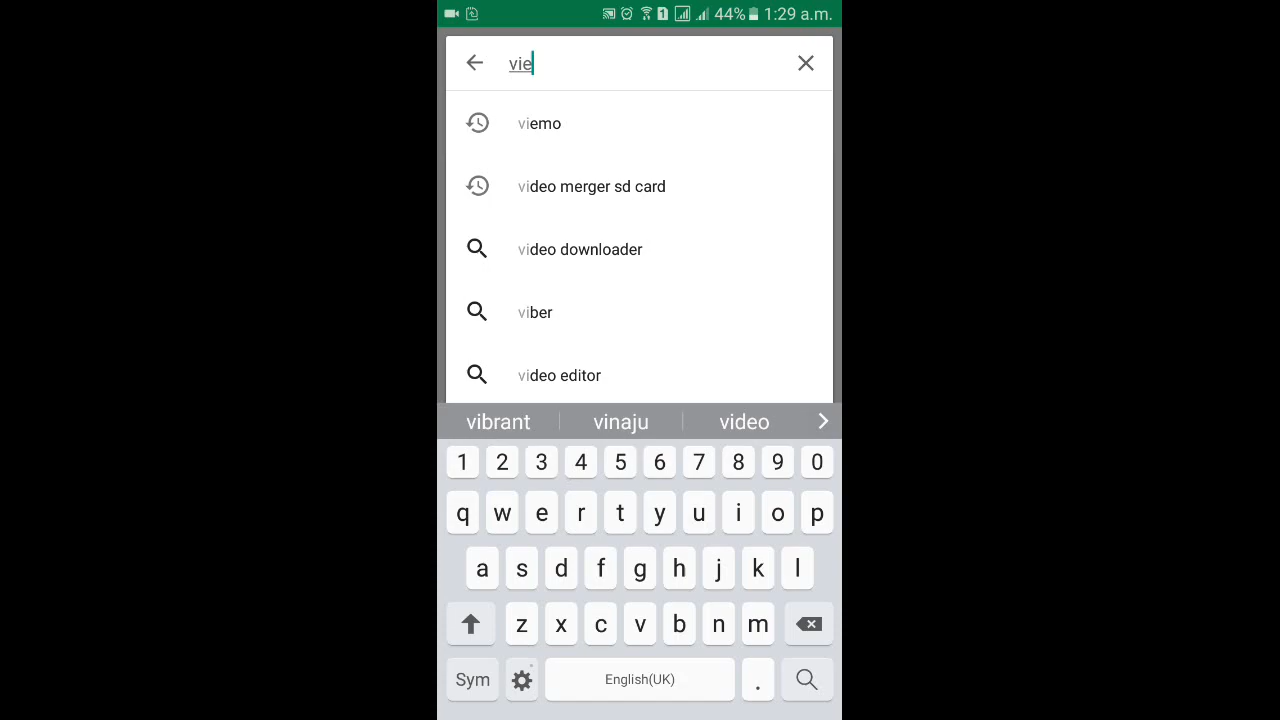 1 44% 1:29 a.m.
vie
viemo
video merger sd card
video downloader
viber
video editor
vibrant vinaju video
1 2 3 4 5 6 7 8 9 0
q w e r t y u i o p
a s d f g h j k l
z x c v b n m
Sym English(UK) .